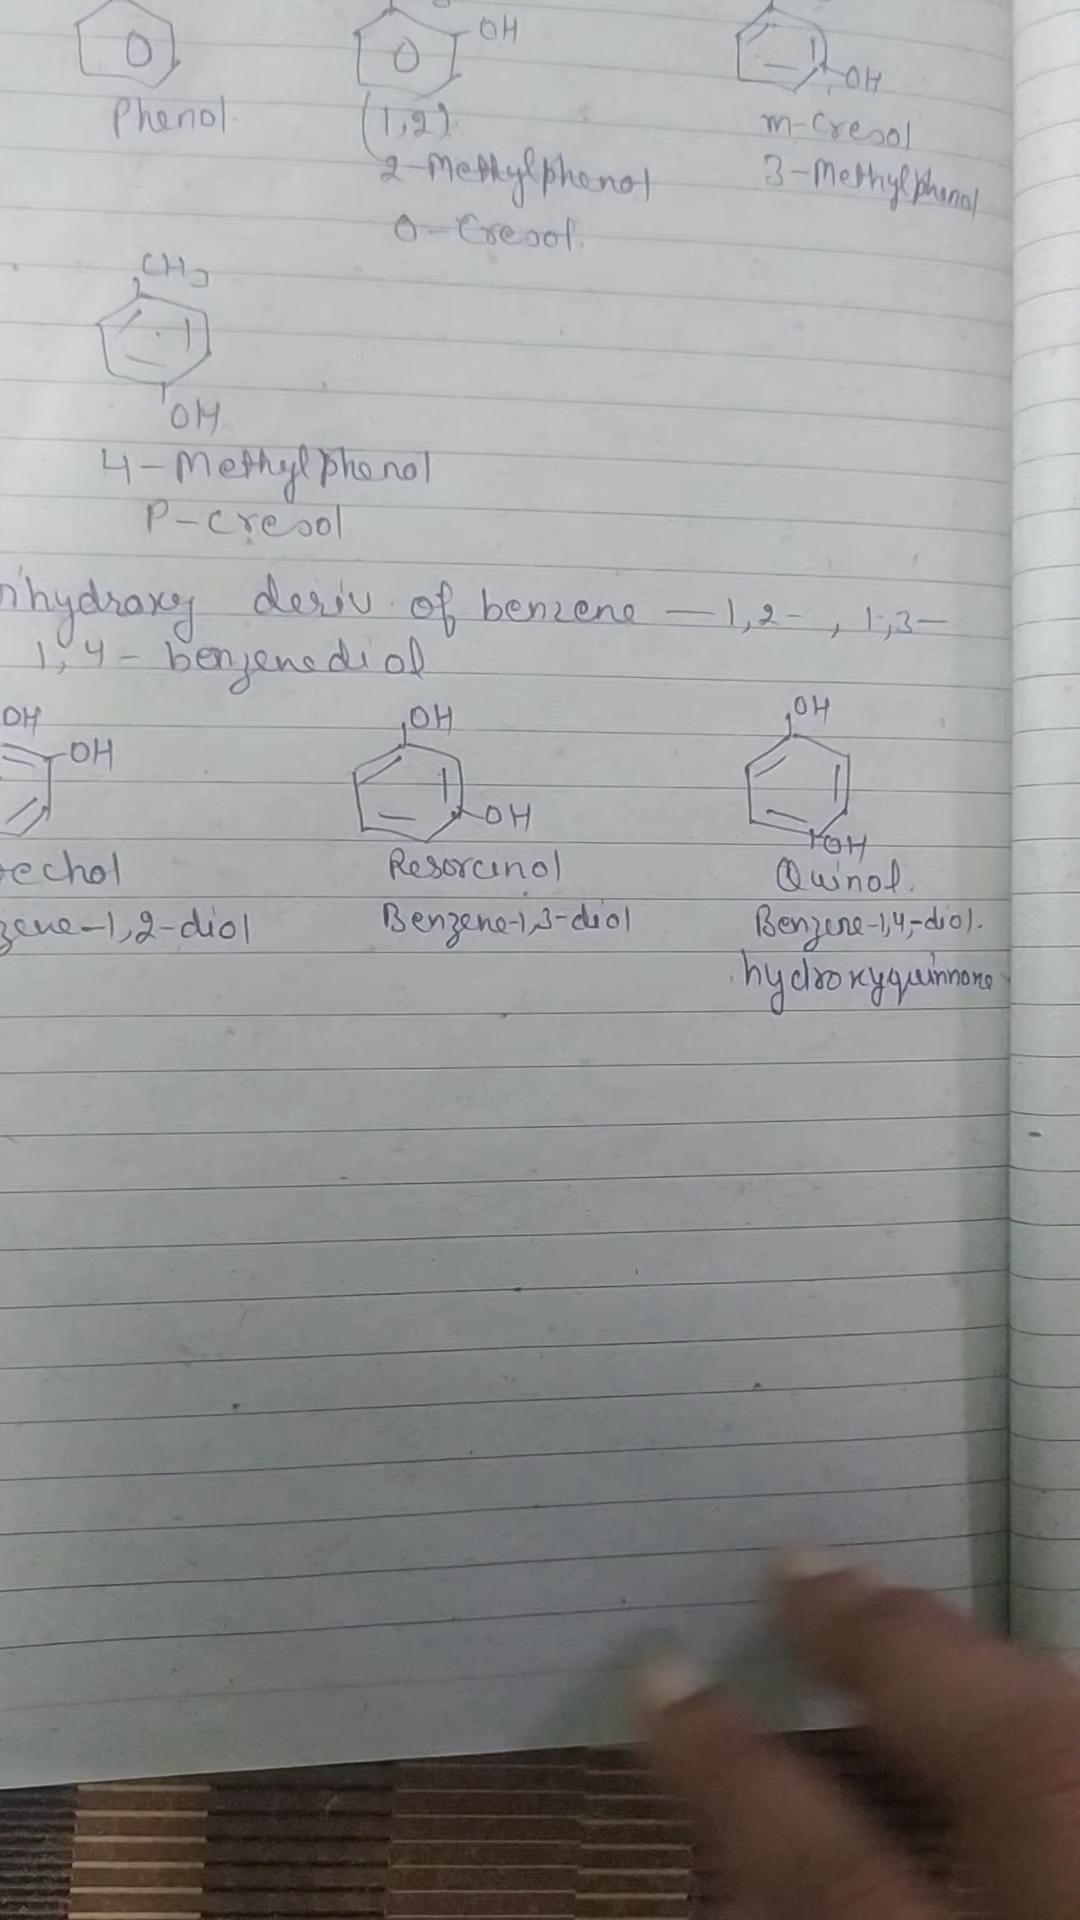 OH
OH
Phenol
(1,2)
m-Cresol
2-Methylphenol
3-Methylphenol
O-Cresol.
CH3
OH
4-Methylphenol
P-cresol
ihydroxy deriv. of benzene — 1,2- , 1,3-
1,4- benzenediol
OH
OH
OH
OH
OH
OH
echol
Resorcinol
Quinol.
zene-1,2-diol
Benzene-1,3-diol
Benzene-1,4,-diol.
hydroxyquinnone